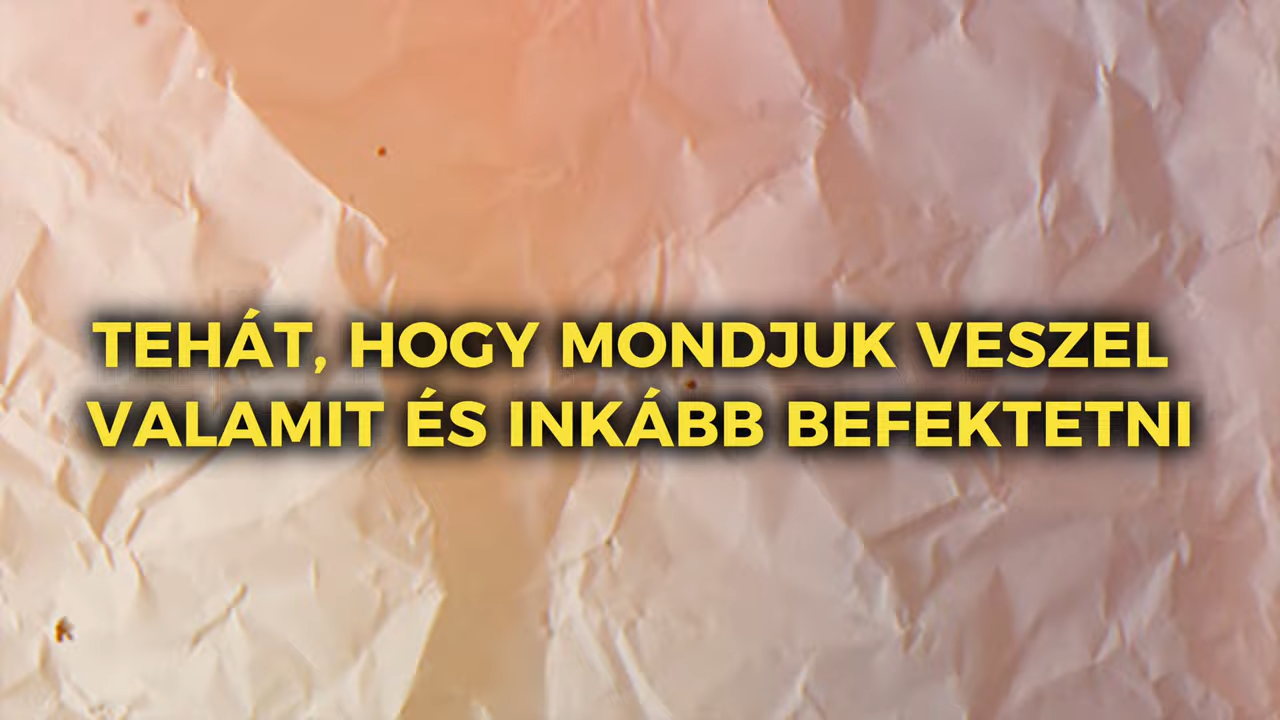 TEHÁT, HOGY MONDJUK VESZEL
VALAMIT ÉS INKÁBB BEFEKTETNI